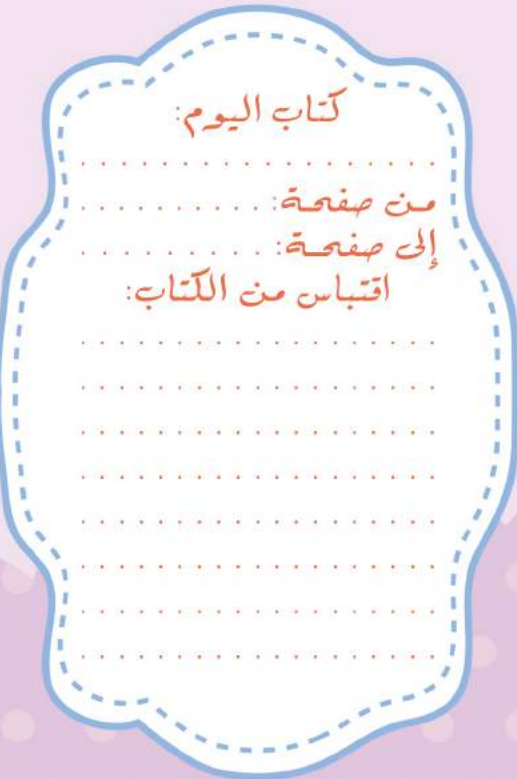 كتاب اليوم:
. . . . . . . . . . . . . . . . . .
من صفحة: . . . . . . . . . .
إلى صفحة: . . . . . . . . . .
اقتباس من الكتاب:
. . . . . . . . . . . . . . . . . . .
. . . . . . . . . . . . . . . . . . .
. . . . . . . . . . . . . . . . . . .
. . . . . . . . . . . . . . . . . . .
. . . . . . . . . . . . . . . . . . .
. . . . . . . . . . . . . . . . . . .
. . . . . . . . . . . . . . . . . . .
. . . . . . . . . . . . . . . . . . .